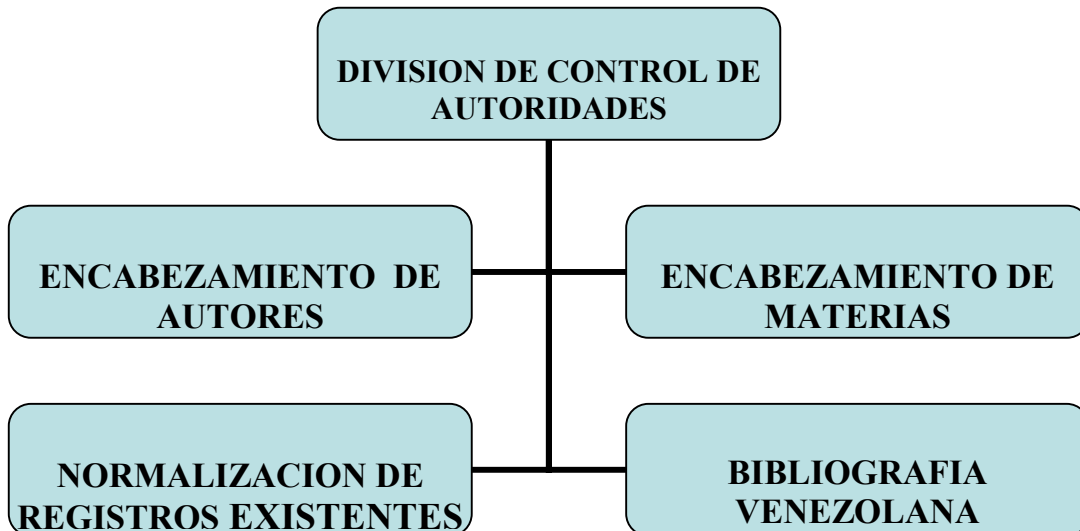 DIVISION DE CONTROL DE
AUTORIDADES
ENCABEZAMIENTO DE
AUTORES
ENCABEZAMIENTO DE
MATERIAS
NORMALIZACION DE
REGISTROS EXISTENTES
BIBLIOGRAFIA
VENEZOLANA